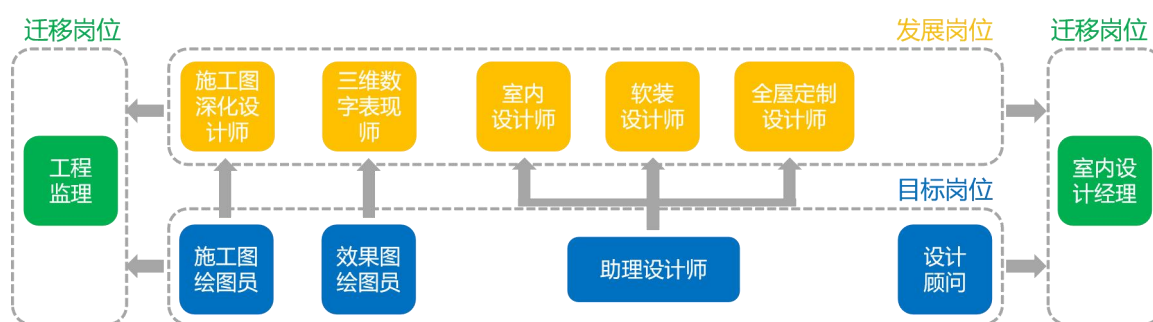 迁移岗位
发展岗位
迁移岗位
施工图
深化设
计师
三维数
字表现
师
室内
设计师
软装
设计师
全屋定制
设计师
工程
监理
室内设
计经理
目标岗位
施工图
绘图员
效果图
绘图员
助理设计师
设计
顾问